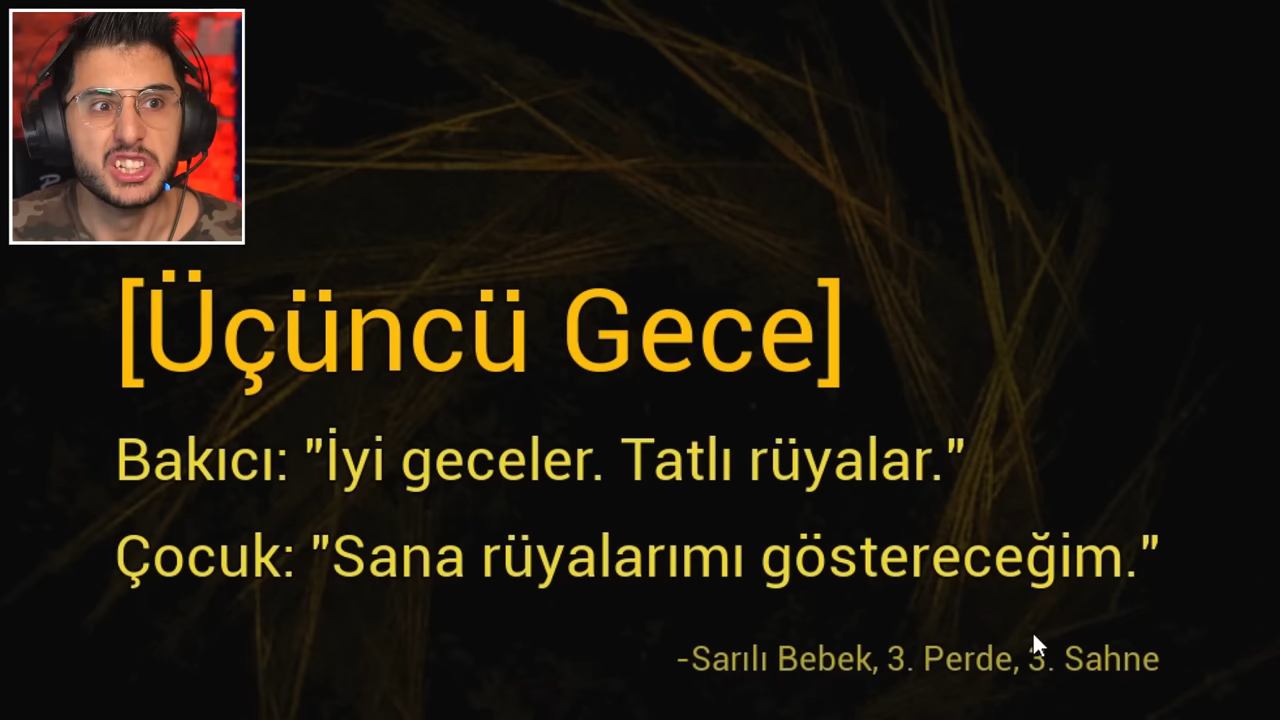 [Üçüncü Gece]
Bakıcı: "İyi geceler. Tatlı rüyalar."
Çocuk: "Sana rüyalarımı göstereceğim."
-Sarılı Bebek, 3. Perde, 3. Sahne